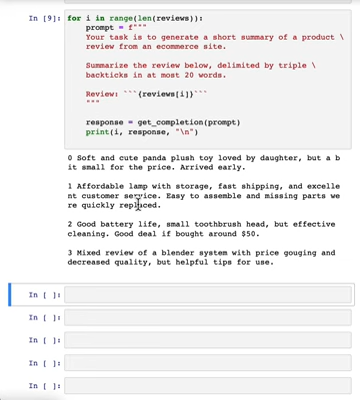 In [9]: for i in range(len(reviews)):
prompt = f"""
Your task is to generate a short summary of a product \
review from an ecommerce site.
Summarize the review below, delimited by triple \
backticks in at most 20 words.
Review: ```{reviews[i]}```
"""
response = get_completion(prompt)
print(i, response, "\n")
0 Soft and cute panda plush toy loved by daughter, but a b
it small for the price. Arrived early.
1 Affordable lamp with storage, fast shipping, and excelle
nt customer service. Easy to assemble and missing parts we
re quickly replaced.
2 Good battery life, small toothbrush head, but effective
cleaning. Good deal if bought around $50.
3 Mixed review of a blender system with price gouging and
decreased quality, but helpful tips for use.
In [ ]:
In [ ]:
In [ ]:
In [ ]:
In [ ]: